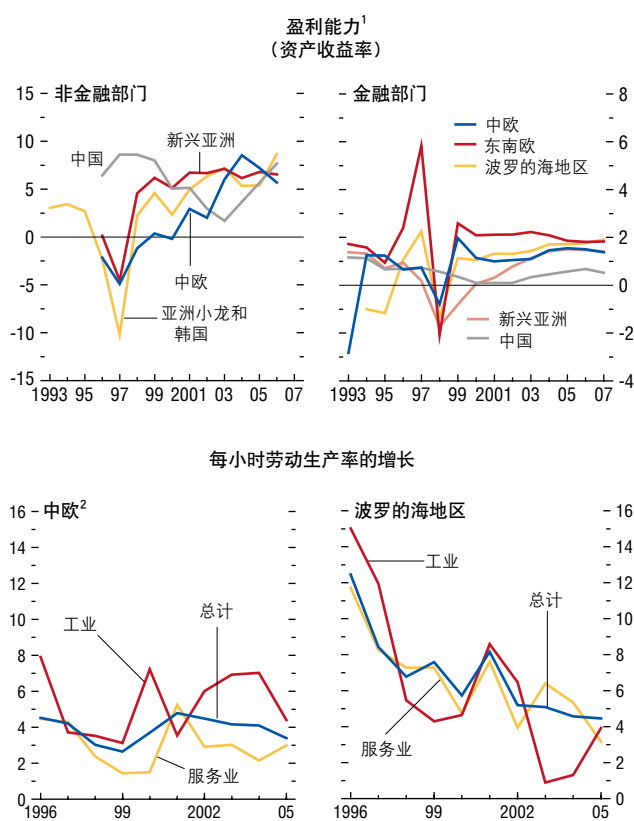 盈利能力1
（资产收益率）
非金融部门
15
10
5
0
-5
-10
-15
中国
新兴亚洲
中欧
亚洲小龙和
韩国
1993 95 97 99 2001 03 05 07
金融部门
8
6
4
2
0
-2
-4
中欧
东南欧
波罗的海地区
新兴亚洲
中国
1993 95 97 99 2001 03 05 07
每小时劳动生产率的增长
中欧2
16
14
12
10
8
6
4
2
0
工业
总计
服务业
1996 99 2002 05
波罗的海地区
16
14
12
10
8
6
4
2
0
工业
总计
服务业
1996 99 2002 05